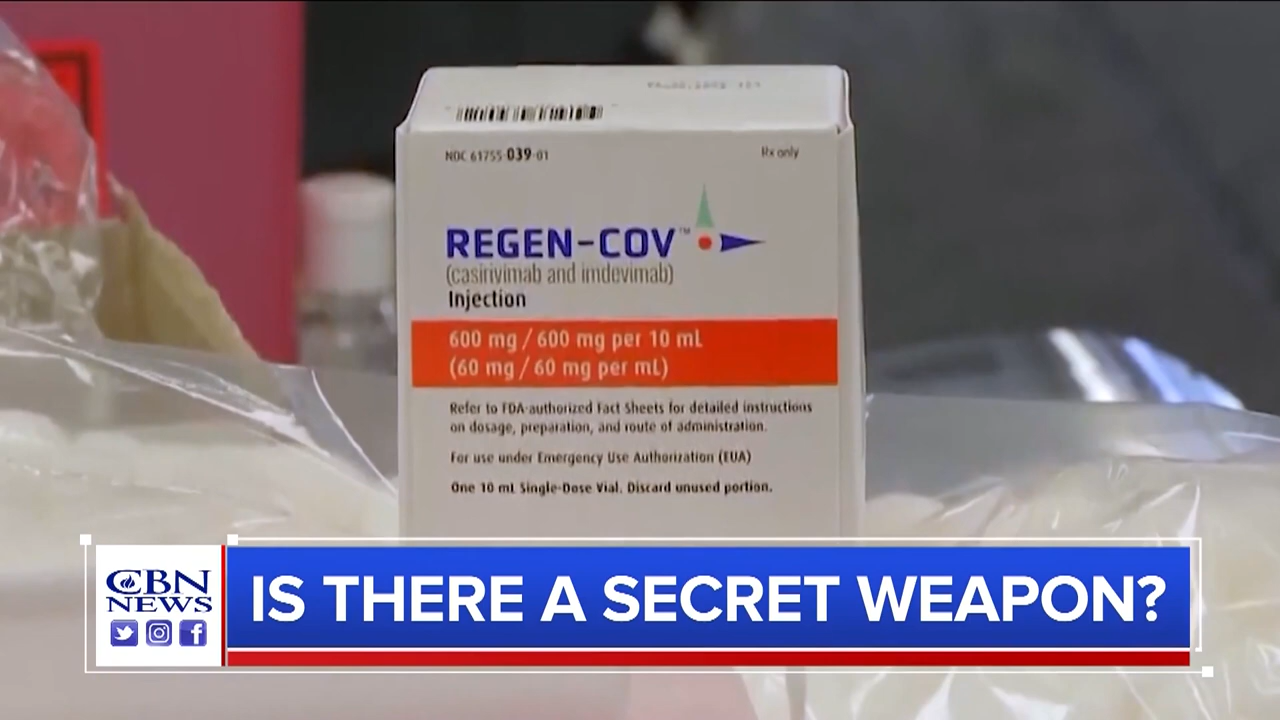 NDC 61755-039-01
Rx only
REGEN-COV™
(casirivimab and imdevimab)
Injection
600 mg / 600 mg per 10 mL
(60 mg / 60 mg per mL)
Refer to FDA-authorized Fact Sheets for detailed instructions
on dosage, preparation, and route of administration.
For use under Emergency Use Authorization (EUA)
One 10 mL Single-Dose Vial. Discard unused portion.
CBN
NEWS
IS THERE A SECRET WEAPON?